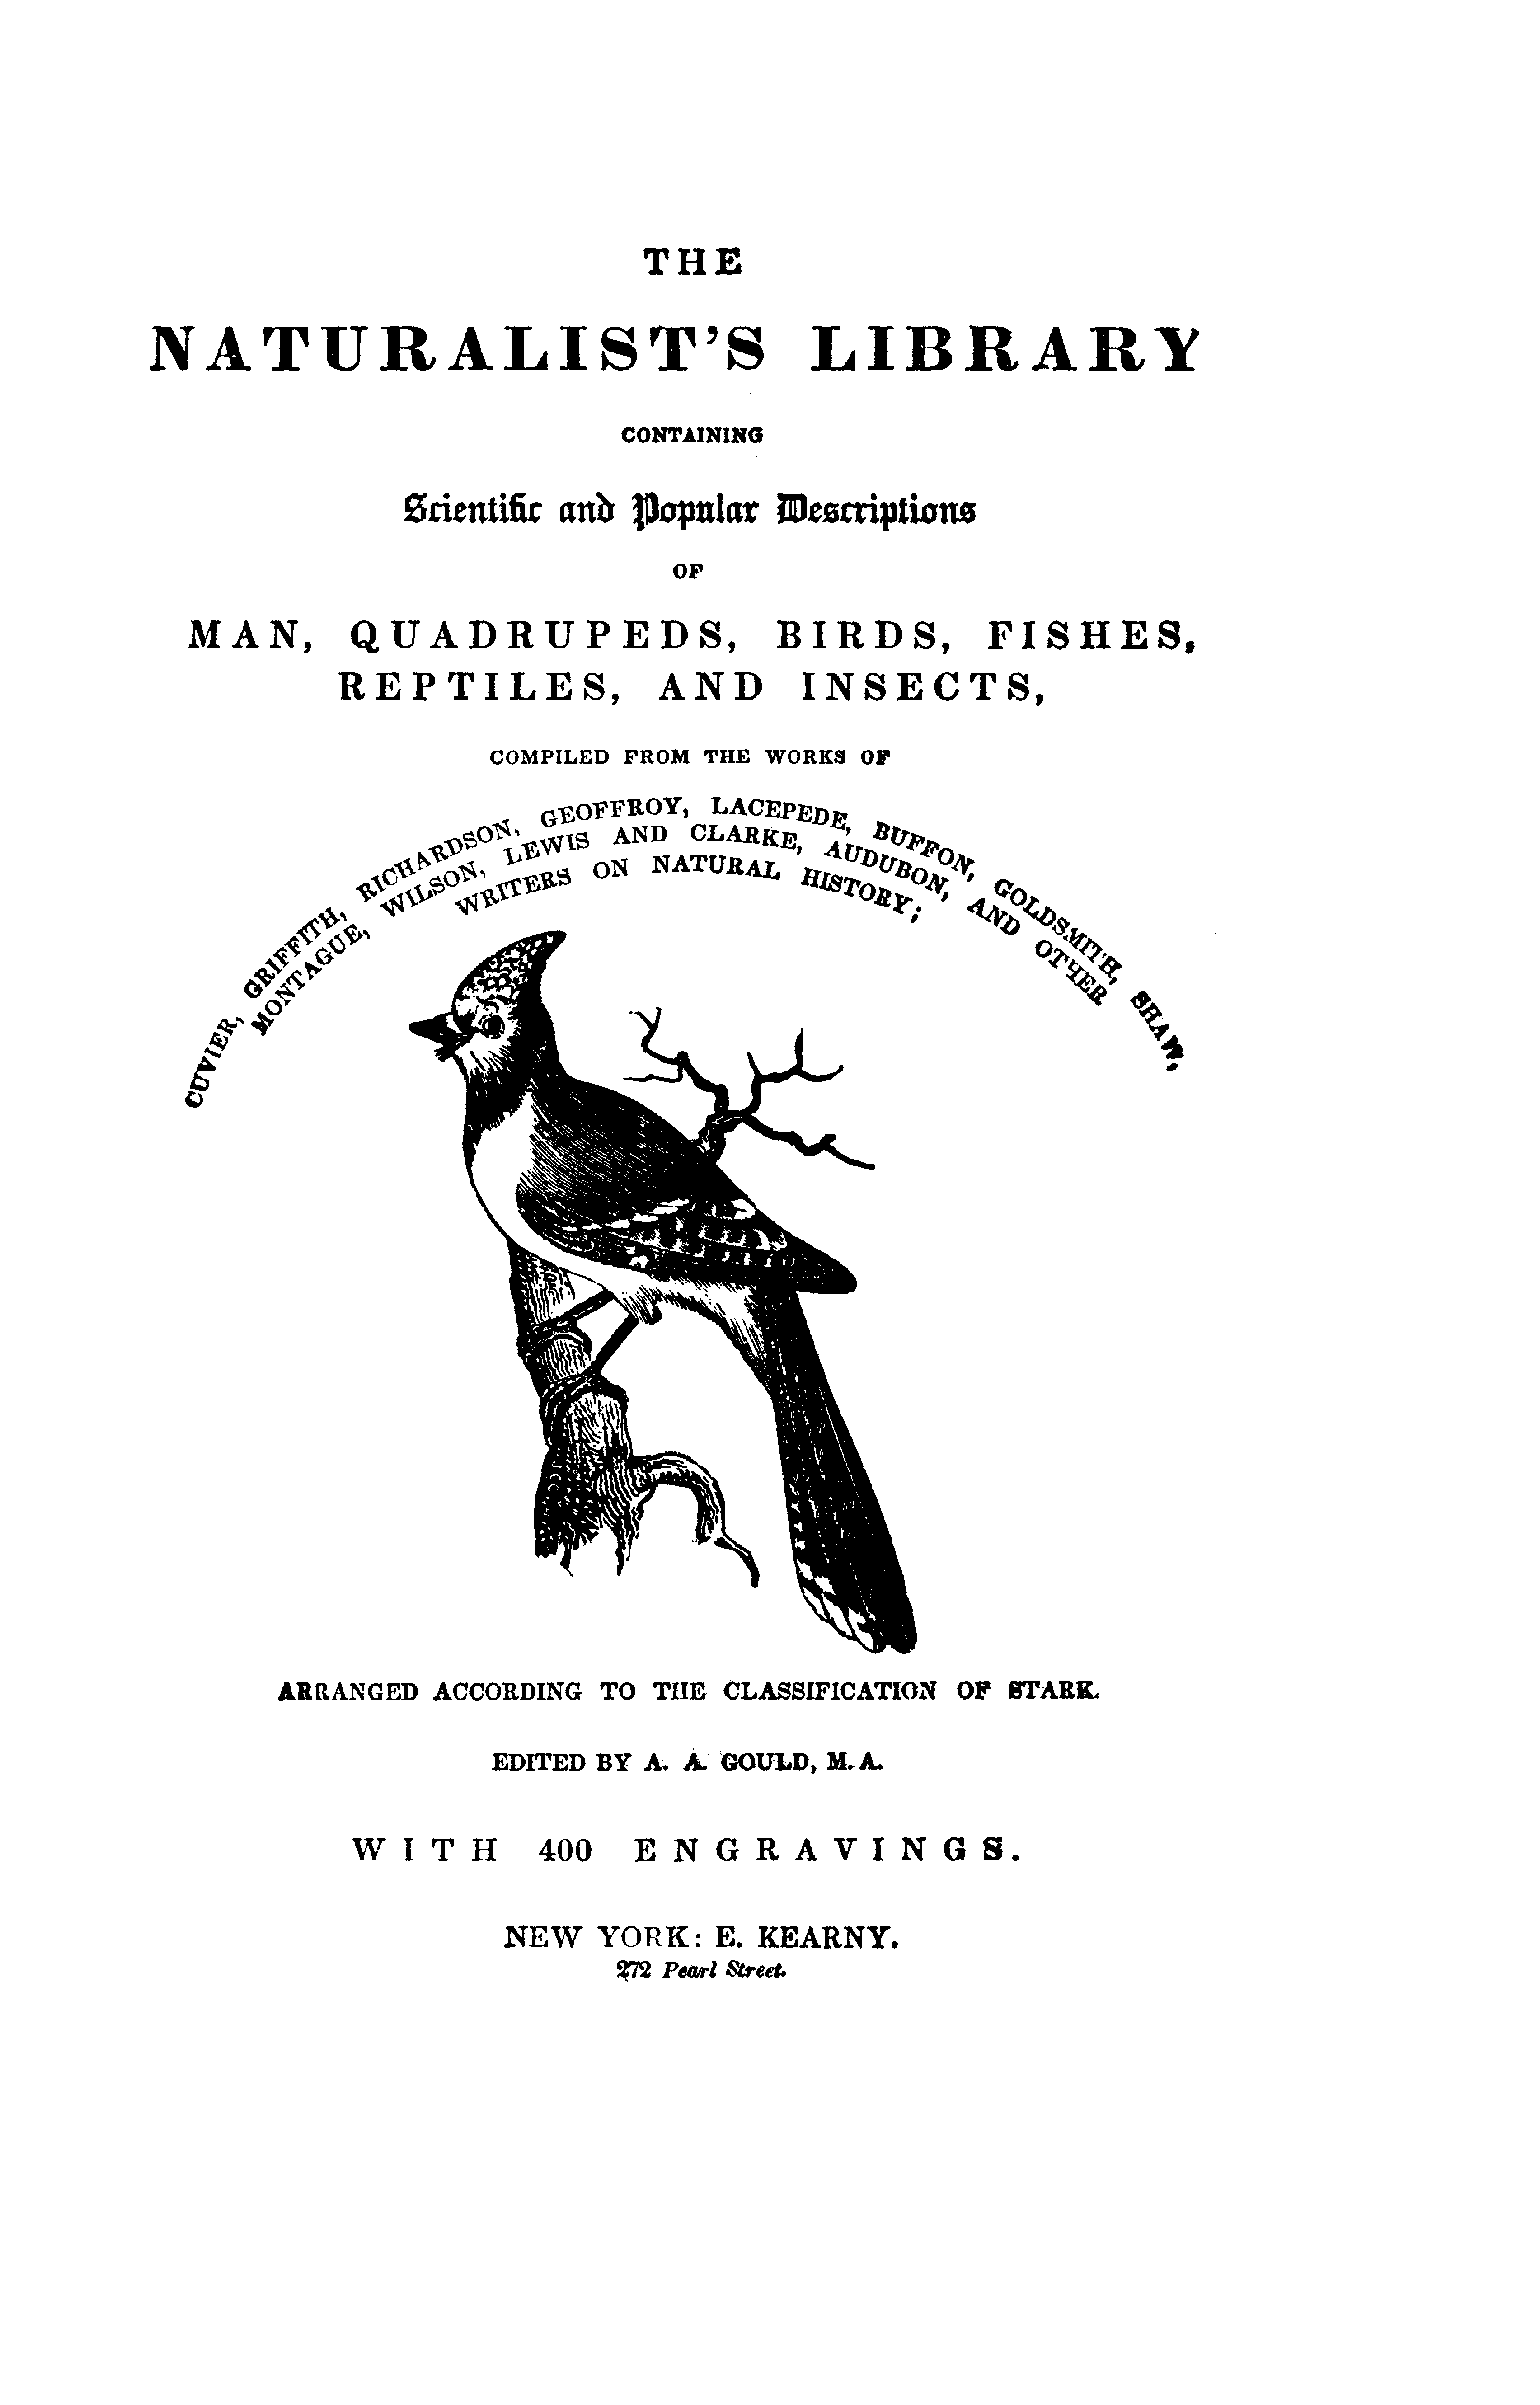 THE
NATURALIST'S LIBRARY
CONTAINING
Scientific and Popular Descriptions
OF
MAN, QUADRUPEDS, BIRDS, FISHES,
REPTILES, AND INSECTS,
COMPILED FROM THE WORKS OF
CUVIER, GRIFFITH, RICHARDSON, GEOFFROY, LACEPEDE, BUFFON, GOLDSMITH, SHAW,
MONTAGUE, WILSON, LEWIS AND CLARKE, AUDUBON, AND OTHER
WRITERS ON NATURAL HISTORY;
ARRANGED ACCORDING TO THE CLASSIFICATION OF STARK.
EDITED BY A. A. GOULD, M. A.
WITH 400 ENGRAVINGS.
NEW YORK: E. KEARNY.
272 Pearl Street.